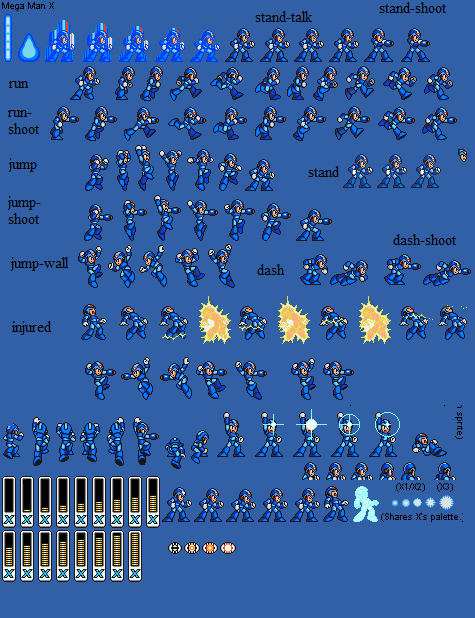 Mega Man X
stand-talk
stand-shoot
run
run-
shoot
jump
stand
jump-
shoot
dash-shoot
jump-wall
dash
injured
n sprite)
(X1/X2)
(X3)
(Shares X's palette.
X X X X X X X X X
X X X X X X X X